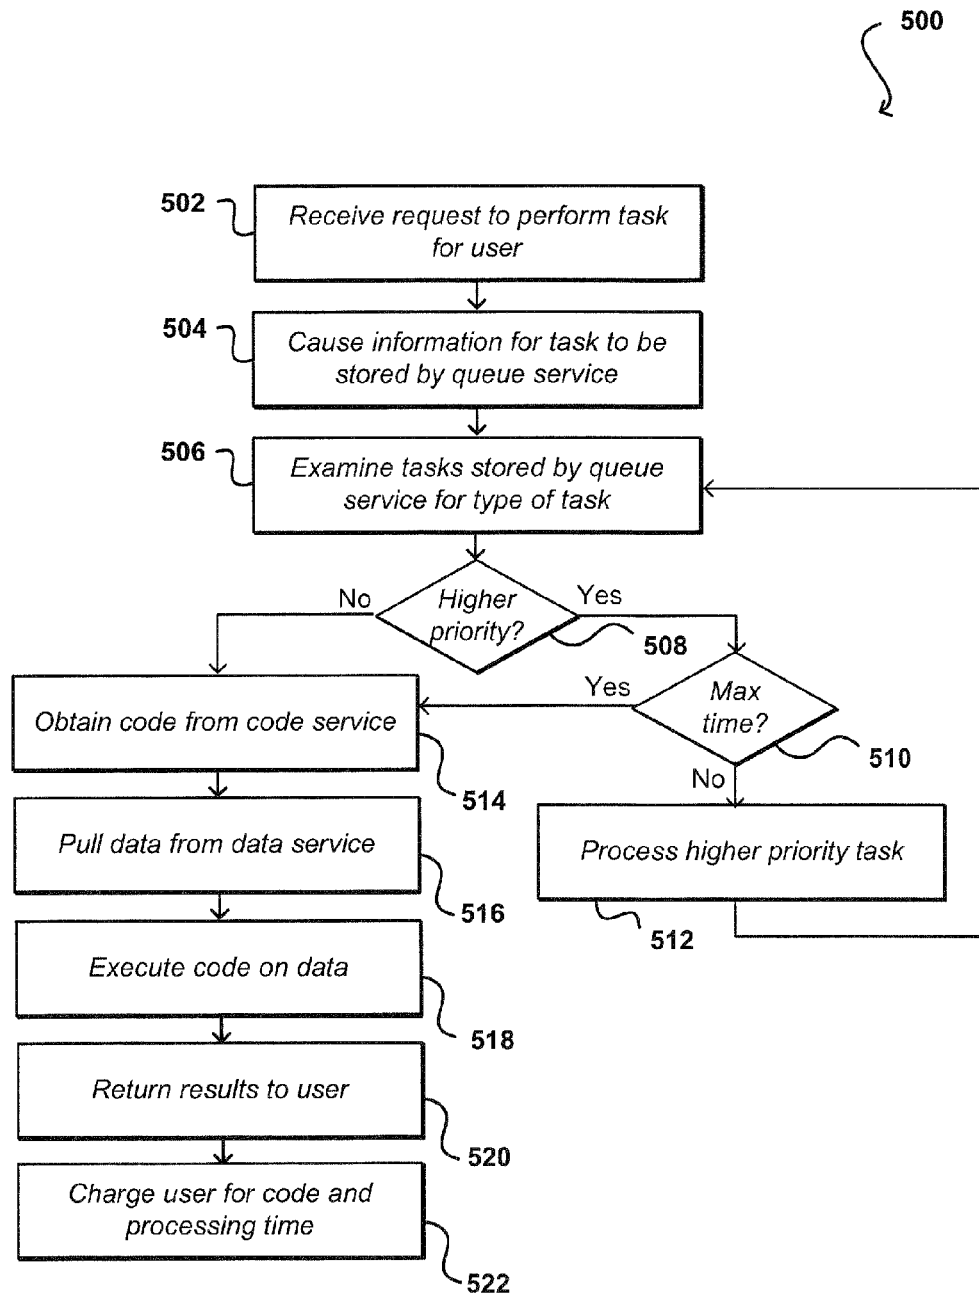 500
502
Receive request to perform task
for user
504
Cause information for task to be
stored by queue service
506
Examine tasks stored by queue
service for type of task
No
Higher
priority?
Yes
508
Yes
Max
time?
510
No
Obtain code from code service
514
Pull data from data service
516
Process higher priority task
512
Execute code on data
518
Return results to user
520
Charge user for code and
processing time
522